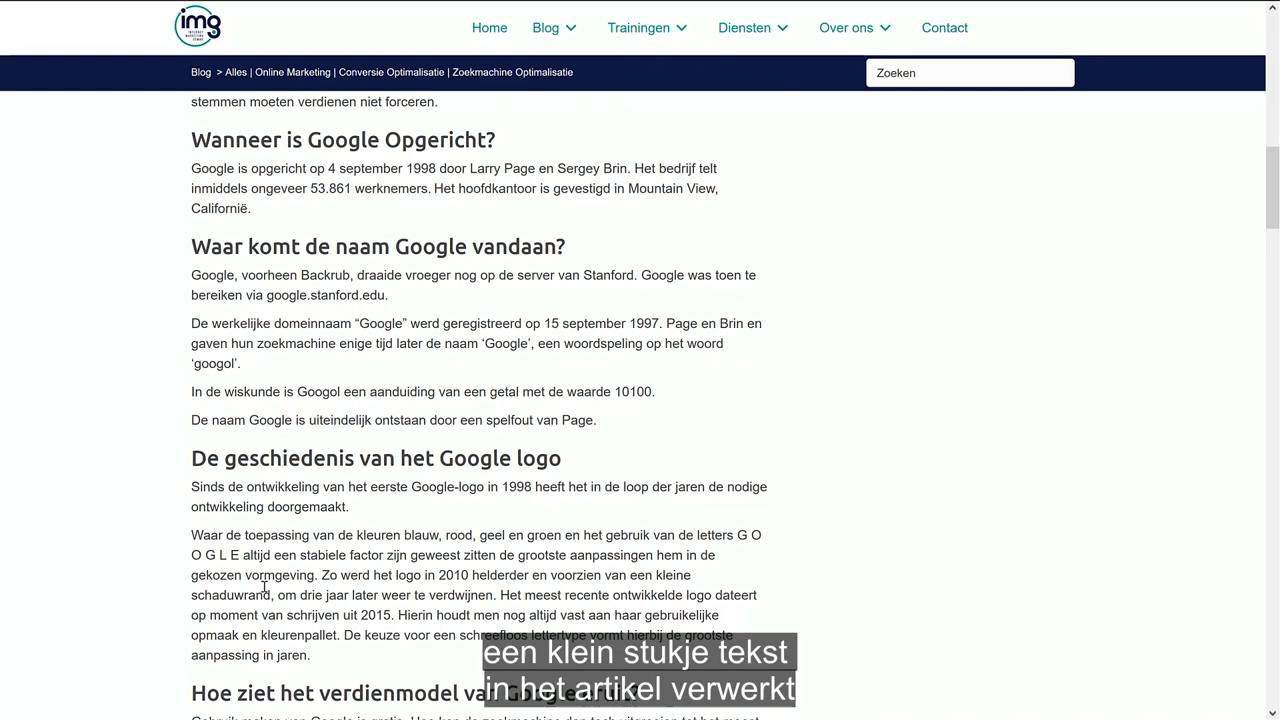 img
INTERNET
MARKETING
Home Blog Trainingen Diensten Over ons Contact
Blog > Alles | Online Marketing | Conversie Optimalisatie | Zoekmachine Optimalisatie
Zoeken
stemmen moeten verdienen niet forceren.
Wanneer is Google Opgericht?
Google is opgericht op 4 september 1998 door Larry Page en Sergey Brin. Het bedrijf telt
inmiddels ongeveer 53.861 werknemers. Het hoofdkantoor is gevestigd in Mountain View,
Californië.
Waar komt de naam Google vandaan?
Google, voorheen Backrub, draaide vroeger nog op de server van Stanford. Google was toen te
bereiken via google.stanford.edu.
De werkelijke domeinnaam “Google” werd geregistreerd op 15 september 1997. Page en Brin en
gaven hun zoekmachine enige tijd later de naam ‘Google’, een woordspeling op het woord
‘googol’.
In de wiskunde is Googol een aanduiding van een getal met de waarde 10100.
De naam Google is uiteindelijk ontstaan door een spelfout van Page.
De geschiedenis van het Google logo
Sinds de ontwikkeling van het eerste Google-logo in 1998 heeft het in de loop der jaren de nodige
ontwikkeling doorgemaakt.
Waar de toepassing van de kleuren blauw, rood, geel en groen en het gebruik van de letters G O
O G L E altijd een stabiele factor zijn geweest zitten de grootste aanpassingen hem in de
gekozen vormgeving. Zo werd het logo in 2010 helderder en voorzien van een kleine
schaduwrand, om drie jaar later weer te verdwijnen. Het meest recente ontwikkelde logo dateert
op moment van schrijven uit 2015. Hierin houdt men nog altijd vast aan haar gebruikelijke
opmaak en kleurenpallet. De keuze voor een schreefloos lettertype vormt hierbij de grootste
aanpassing in jaren.
een klein stukje tekst
in het artikel verwerkt
Hoe ziet het verdienmodel van Google